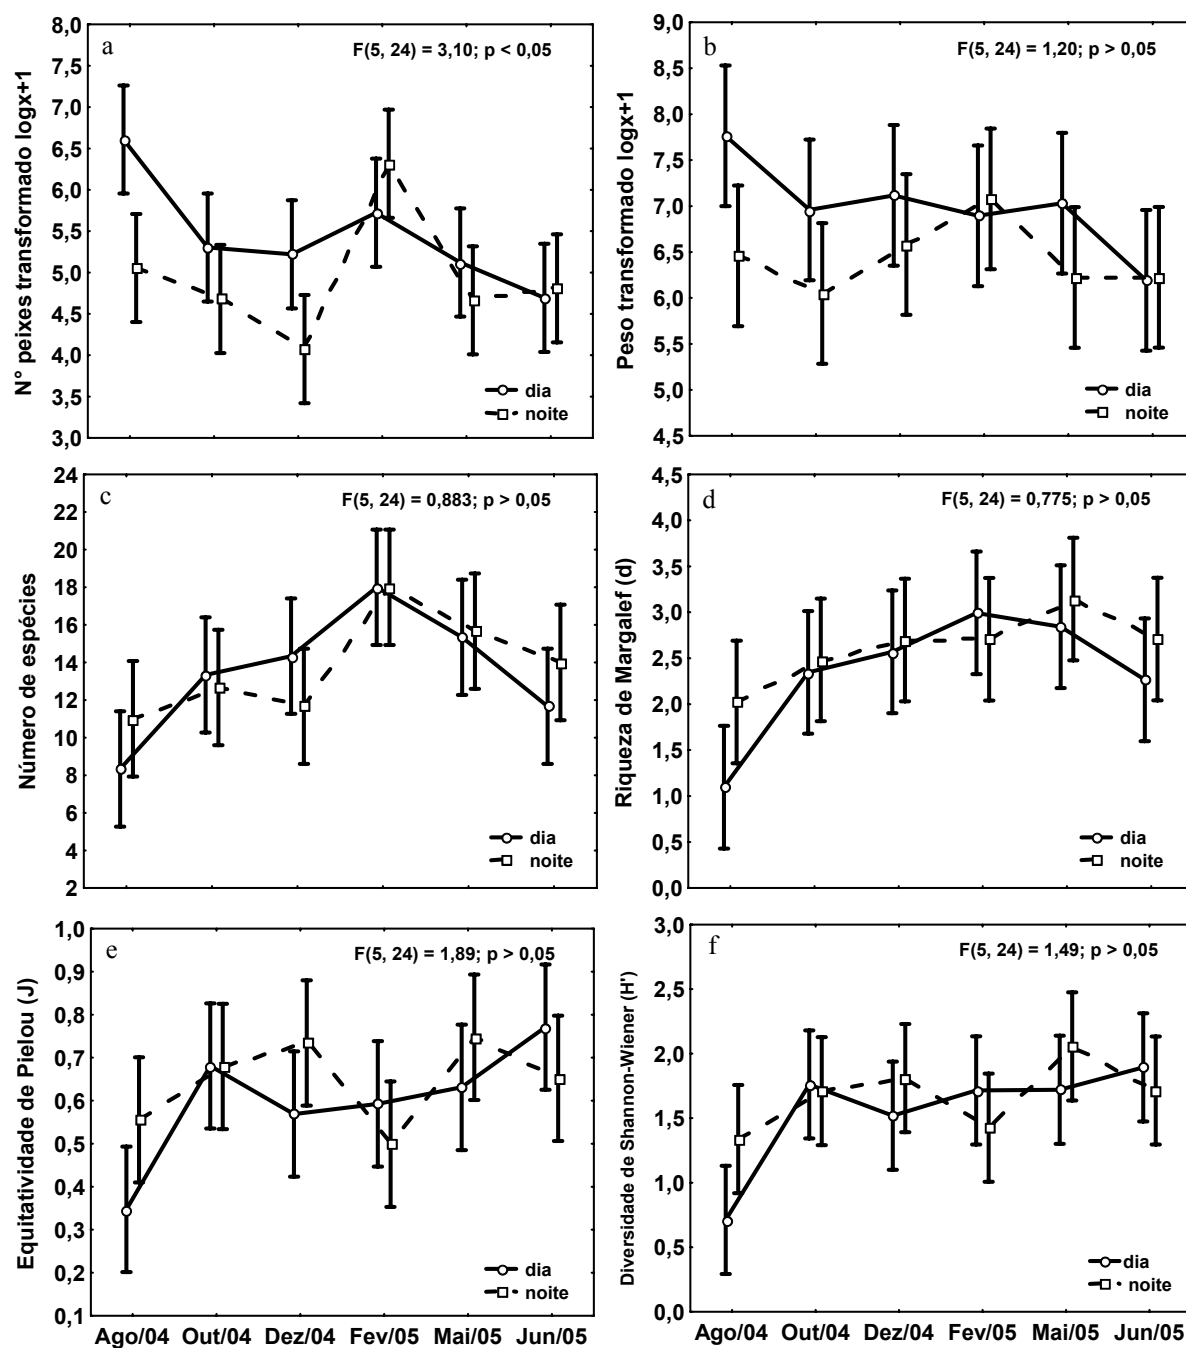 a
F(5, 24) = 3,10; p < 0,05
N° peixes transformado logx+1
8,0
7,5
7,0
6,5
6,0
5,5
5,0
4,5
4,0
3,5
3,0
dia
noite
b
F(5, 24) = 1,20; p > 0,05
Peso transformado logx+1
9,0
8,5
8,0
7,5
7,0
6,5
6,0
5,5
5,0
4,5
dia
noite
c
F(5, 24) = 0,883; p > 0,05
Número de espécies
24
22
20
18
16
14
12
10
8
6
4
2
dia
noite
d
F(5, 24) = 0,775; p > 0,05
Riqueza de Margalef (d)
4,5
4,0
3,5
3,0
2,5
2,0
1,5
1,0
0,5
0,0
dia
noite
e
F(5, 24) = 1,89; p > 0,05
Equitatividade de Pielou (J)
1,0
0,9
0,8
0,7
0,6
0,5
0,4
0,3
0,2
0,1
dia
noite
Ago/04 Out/04 Dez/04 Fev/05 Mai/05 Jun/05
f
F(5, 24) = 1,49; p > 0,05
Diversidade de Shannon-Wiener (H')
3,0
2,5
2,0
1,5
1,0
0,5
0,0
dia
noite
Ago/04 Out/04 Dez/04 Fev/05 Mai/05 Jun/05